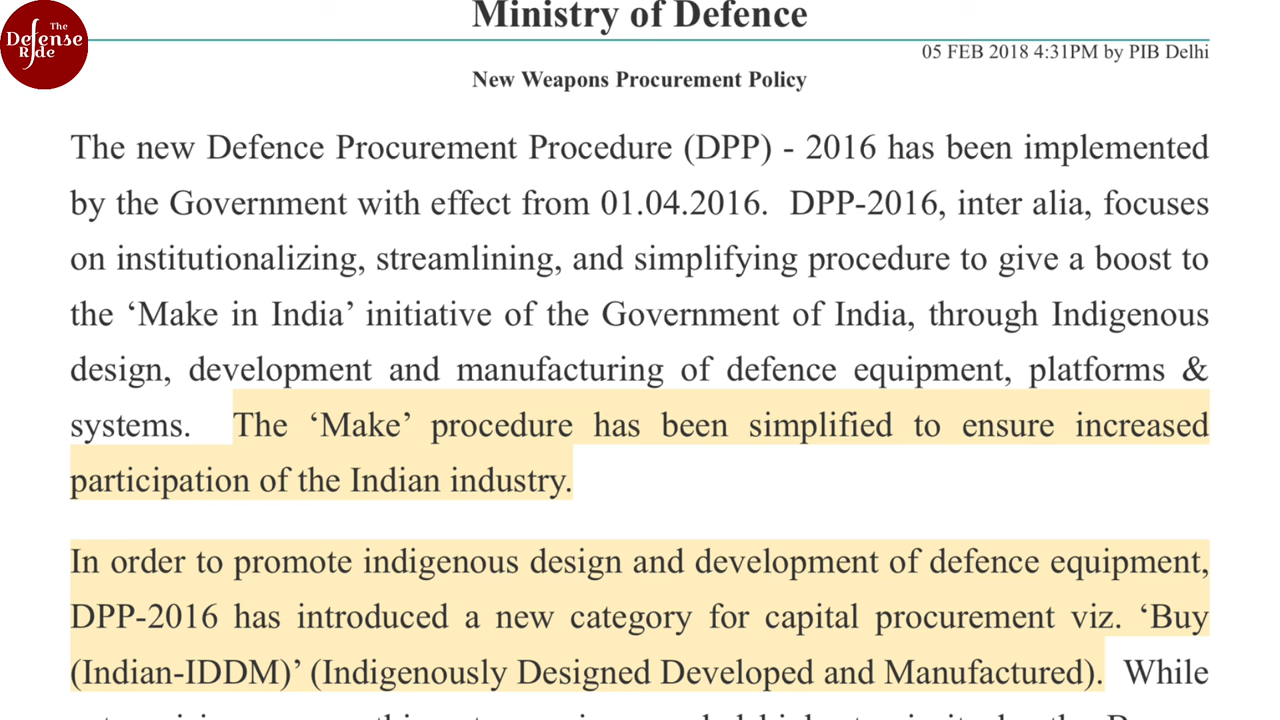 The
Defense
Ride
Ministry of Defence
05 FEB 2018 4:31PM by PIB Delhi
New Weapons Procurement Policy
The new Defence Procurement Procedure (DPP) - 2016 has been implemented
by the Government with effect from 01.04.2016. DPP-2016, inter alia, focuses
on institutionalizing, streamlining, and simplifying procedure to give a boost to
the ‘Make in India’ initiative of the Government of India, through Indigenous
design, development and manufacturing of defence equipment, platforms &
systems. The ‘Make’ procedure has been simplified to ensure increased
participation of the Indian industry.
In order to promote indigenous design and development of defence equipment,
DPP-2016 has introduced a new category for capital procurement viz. ‘Buy
(Indian-IDDM)’ (Indigenously Designed Developed and Manufactured). While